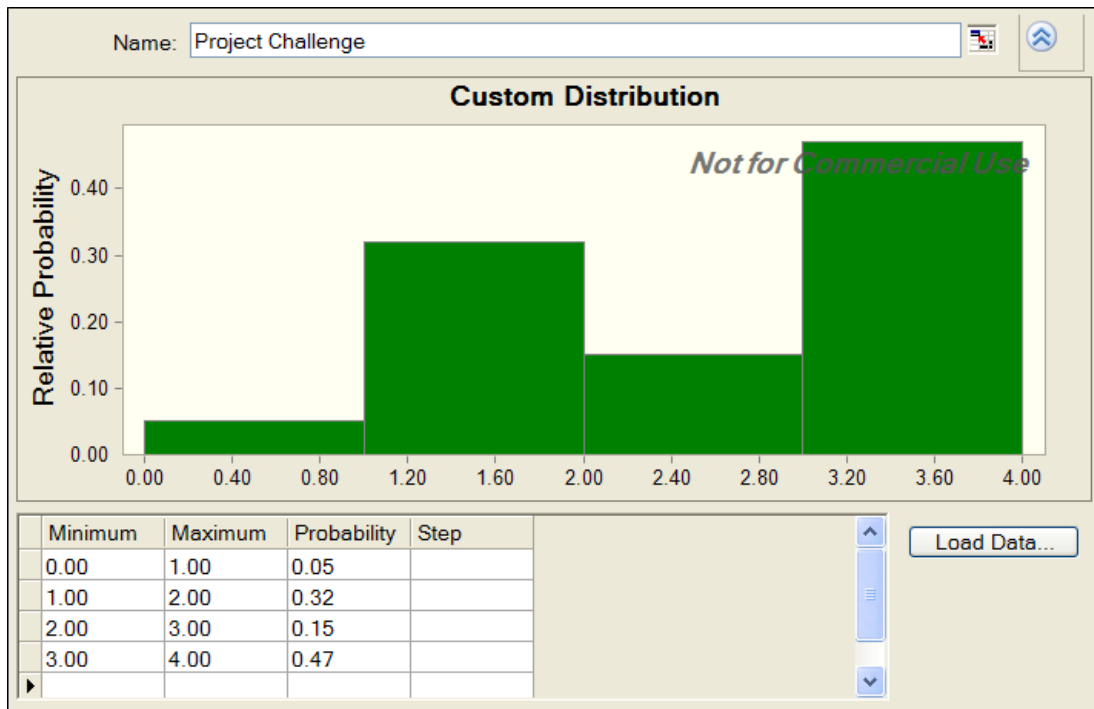 Name: Project Challenge
Custom Distribution
Not for Commercial Use
Relative Probability
0.40
0.30
0.20
0.10
0.00
0.00 0.40 0.80 1.20 1.60 2.00 2.40 2.80 3.20 3.60 4.00
Minimum Maximum Probability Step
0.00 1.00 0.05
1.00 2.00 0.32
2.00 3.00 0.15
3.00 4.00 0.47
Load Data...